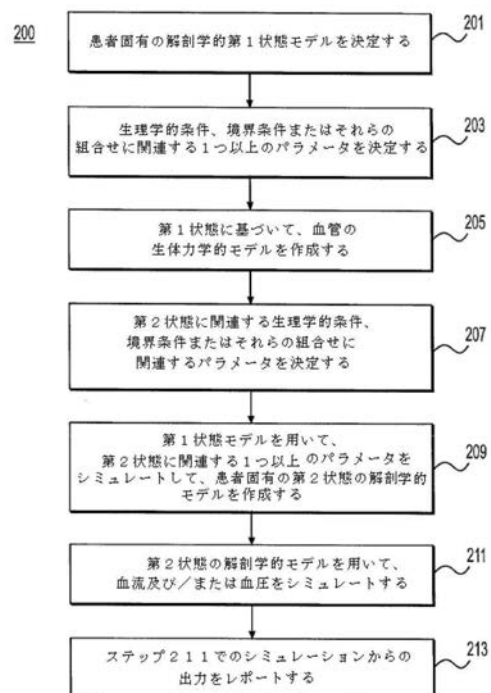 200
患者固有の解剖学的第1状態モデルを決定する
201
生理学的条件、境界条件またはそれらの
組合せに関連する1つ以上のパラメータを決定する
203
第1状態に基づいて、血管の
生体力学的モデルを作成する
205
第2状態に関連する生理学的条件、
境界条件またはそれらの組合せに
関連するパラメータを決定する
207
第1状態モデルを用いて、
第2状態に関連する1つ以上のパラメータを
シミュレートして、患者固有の第2状態の解剖学的
モデルを作成する
209
第2状態の解剖学的モデルを用いて、
血流及び/または血圧をシミュレートする
211
ステップ211でのシミュレーションからの
出力をレポートする
213